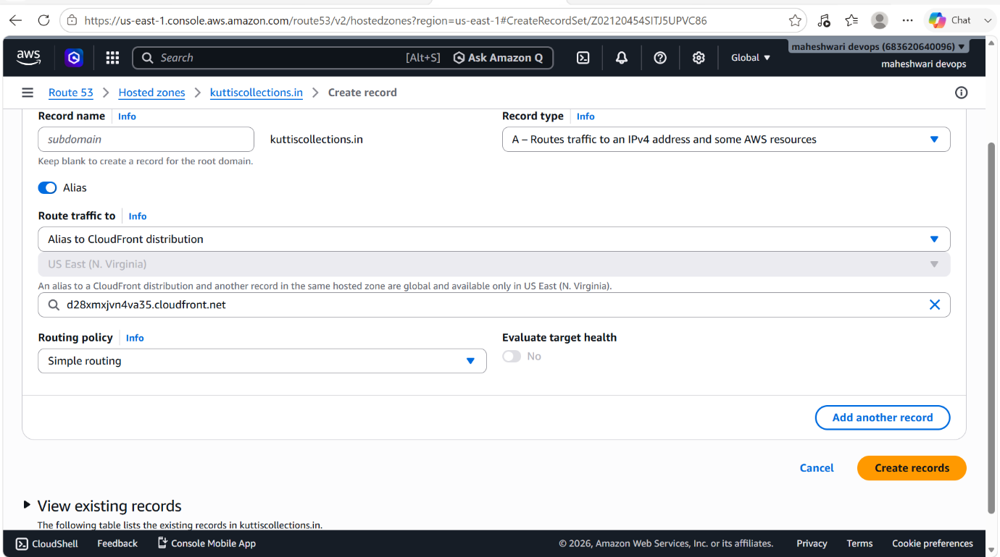 https://us-east-1.console.aws.amazon.com/route53/v2/hostedzones?region=us-east-1#CreateRecordSet/Z02120454SITJ5UPVC86
Chat
aws
Search [Alt+S] Ask Amazon Q
Global
maheshwari devops (683620640096)
maheshwari devops
Route 53 > Hosted zones > kuttiscollections.in > Create record
Record name Info
subdomain
kuttiscollections.in
Keep blank to create a record for the root domain.
Record type Info
A – Routes traffic to an IPv4 address and some AWS resources
Alias
Route traffic to Info
Alias to CloudFront distribution
US East (N. Virginia)
An alias to a CloudFront distribution and another record in the same hosted zone are global and available only in US East (N. Virginia).
d28xmxjvn4va35.cloudfront.net
Routing policy Info
Simple routing
Evaluate target health
No
Add another record
Cancel
Create records
View existing records
The following table lists the existing records in kuttiscollections.in.
CloudShell Feedback Console Mobile App © 2026, Amazon Web Services, Inc. or its affiliates. Privacy Terms Cookie preferences